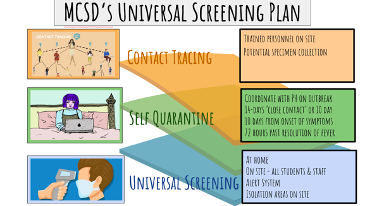 MCSD's Universal Screening Plan
Contact Tracing
Trained personnel on site
Potential specimen collection
Self Quarantine
Coordinate with PH on outbreak
14-days 'close contact' or 10 day
10 days from onset of symptoms
72 hours past resolution of fever
Universal Screening
At home
On site - all students & staff
Alert System
Isolation areas on site